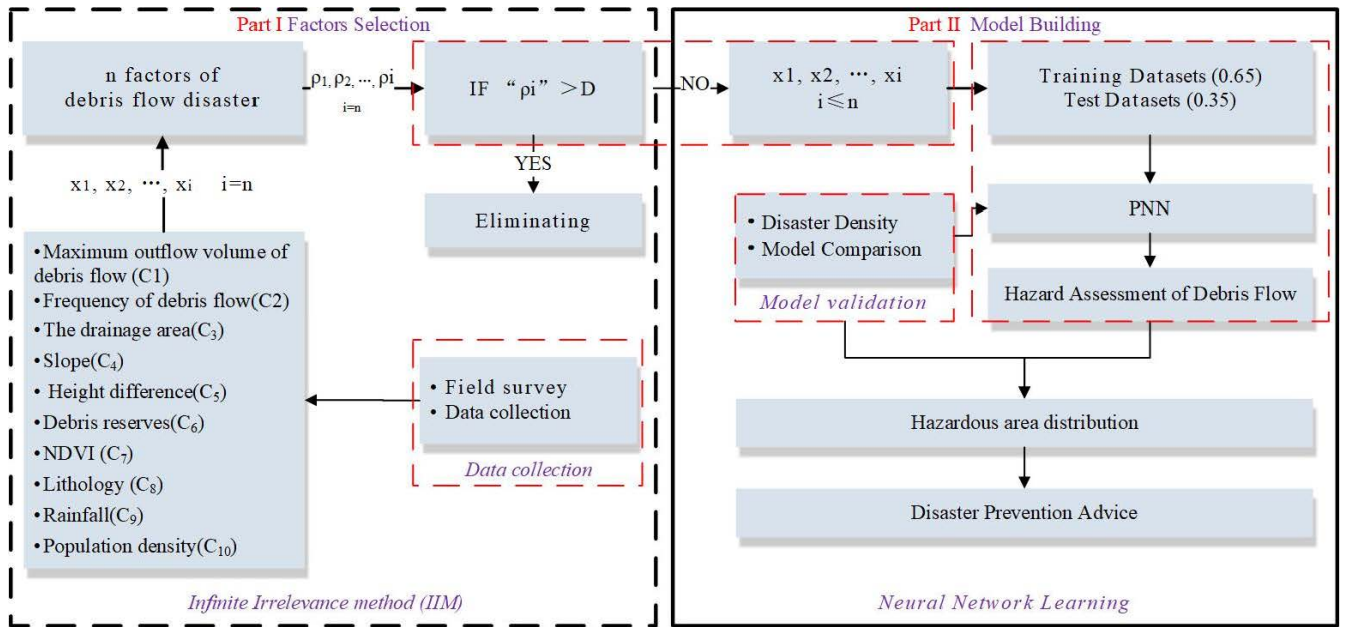 Part I Factors Selection
n factors of
debris flow disaster
ρ1, ρ2, ..., ρi
i=n
IF “ρi”＞D
YES
Eliminating
x1, x2, …, xi i=n
•Maximum outflow volume of
debris flow (C1)
•Frequency of debris flow(C2)
•The drainage area(C3)
•Slope(C4)
• Height difference(C5)
•Debris reserves(C6)
•NDVI (C7)
•Lithology (C8)
•Rainfall(C9)
•Population density(C10)
• Field survey
• Data collection
Data collection
Infinite Irrelevance method (IIM)
Part II Model Building
NO
x1, x2, …, xi
i≤n
Training Datasets (0.65)
Test Datasets (0.35)
PNN
• Disaster Density
• Model Comparison
Model validation
Hazard Assessment of Debris Flow
Hazardous area distribution
Disaster Prevention Advice
Neural Network Learning